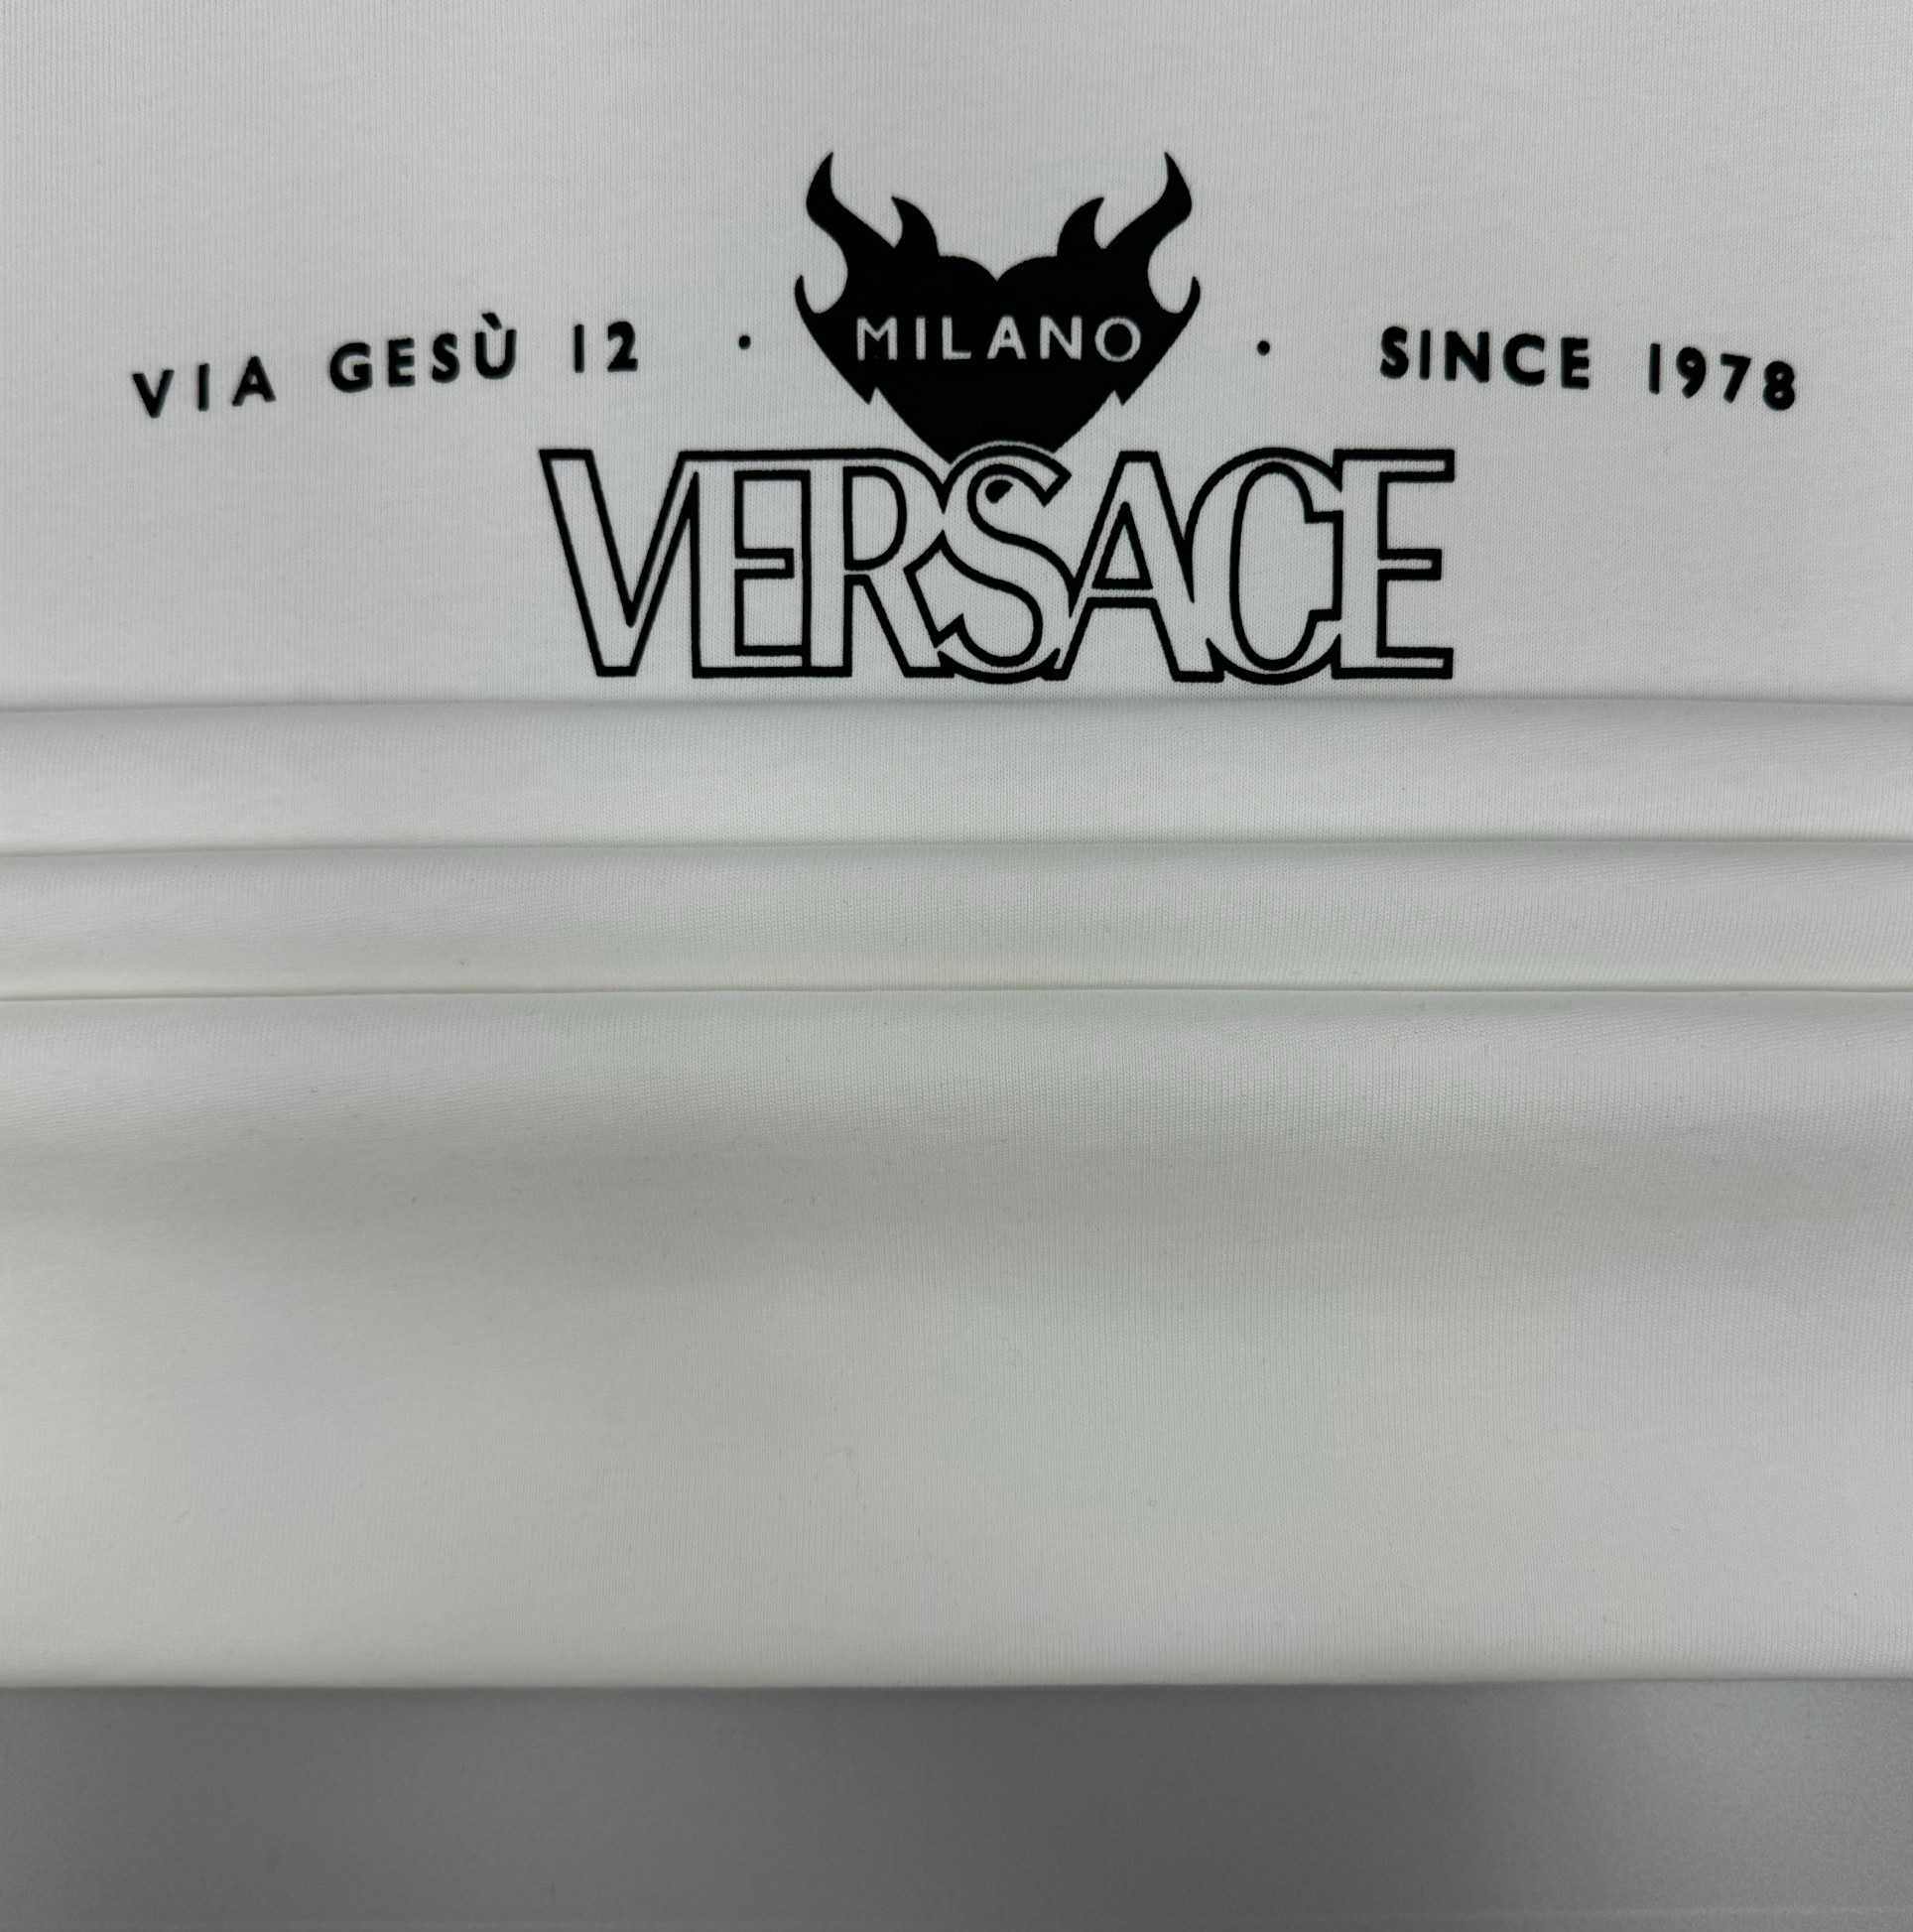 VIA GESÙ 12 · MILANO · SINCE 1978
VERSACE